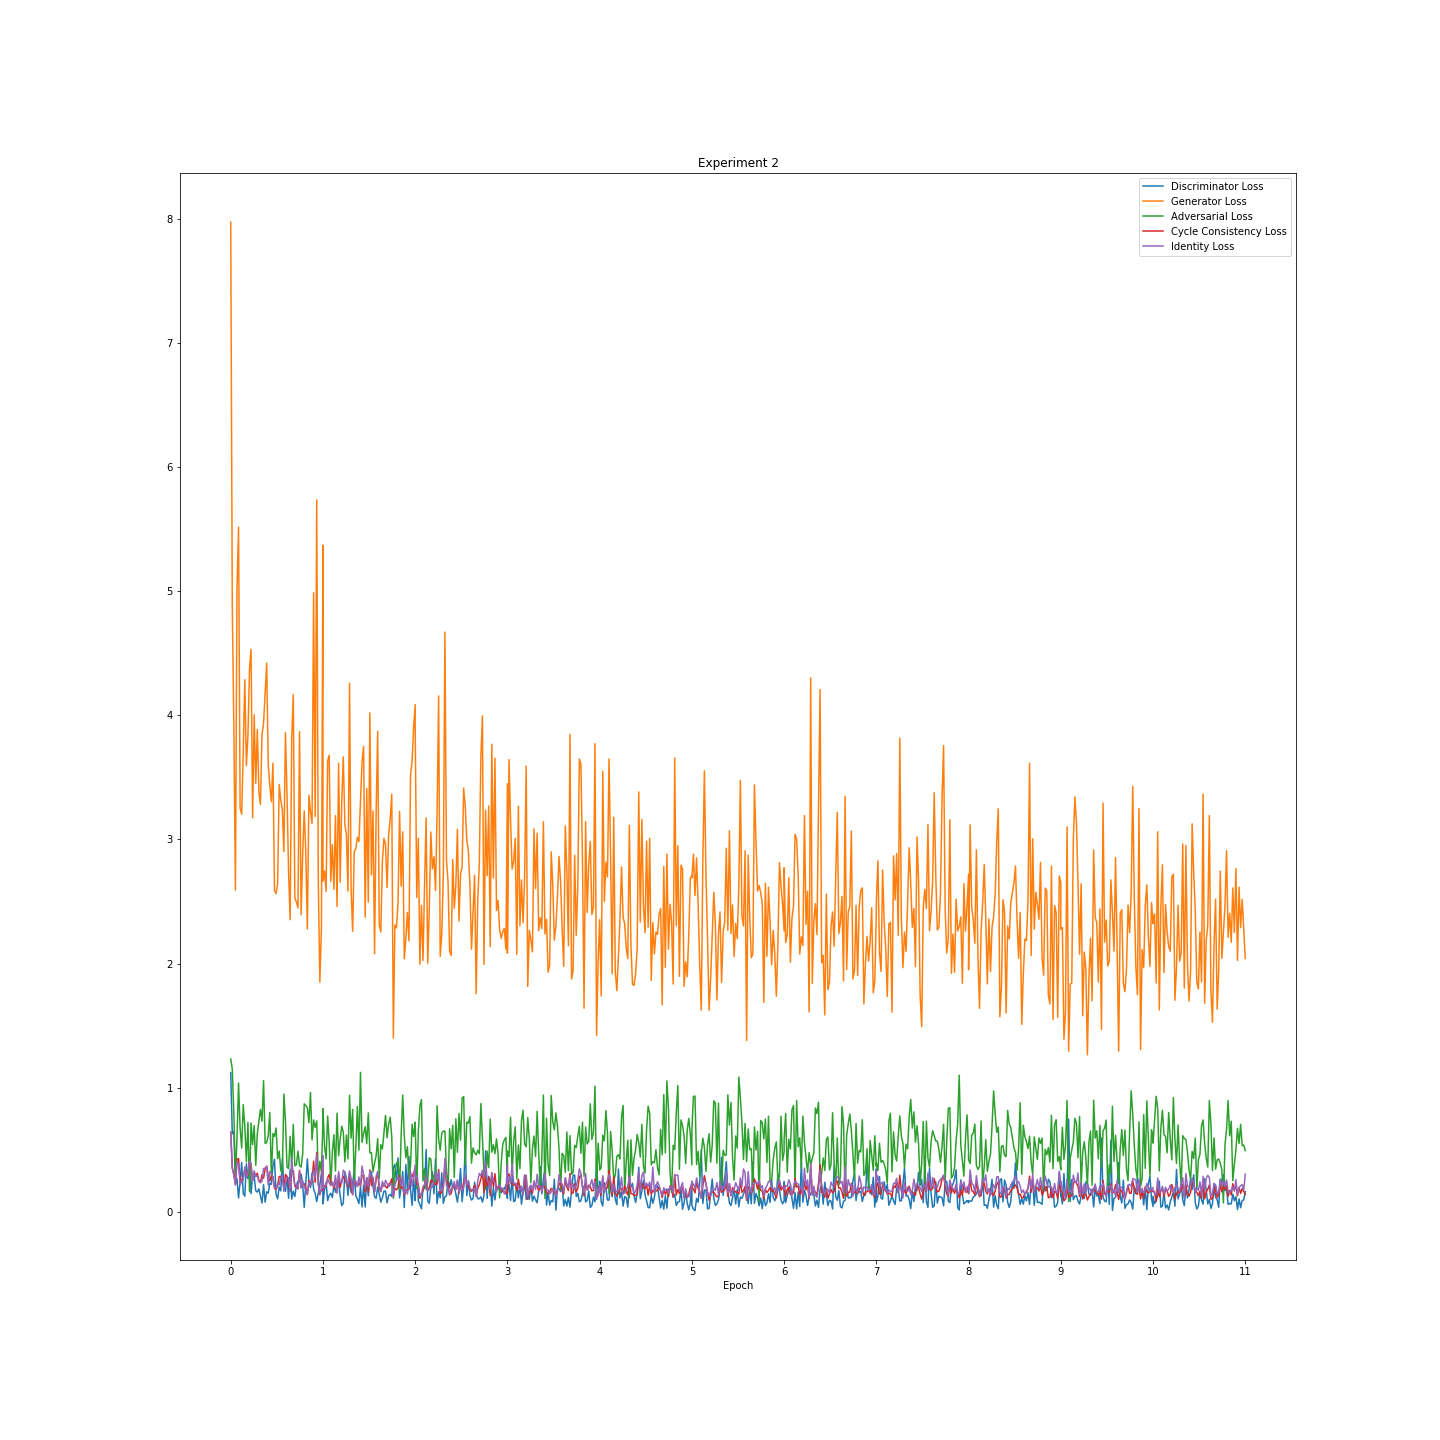 Experiment 2
Discriminator Loss
Generator Loss
Adversarial Loss
Cycle Consistency Loss
Identity Loss
8
7
6
5
4
3
2
1
0
0 1 2 3 4 5 6 7 8 9 10 11
Epoch